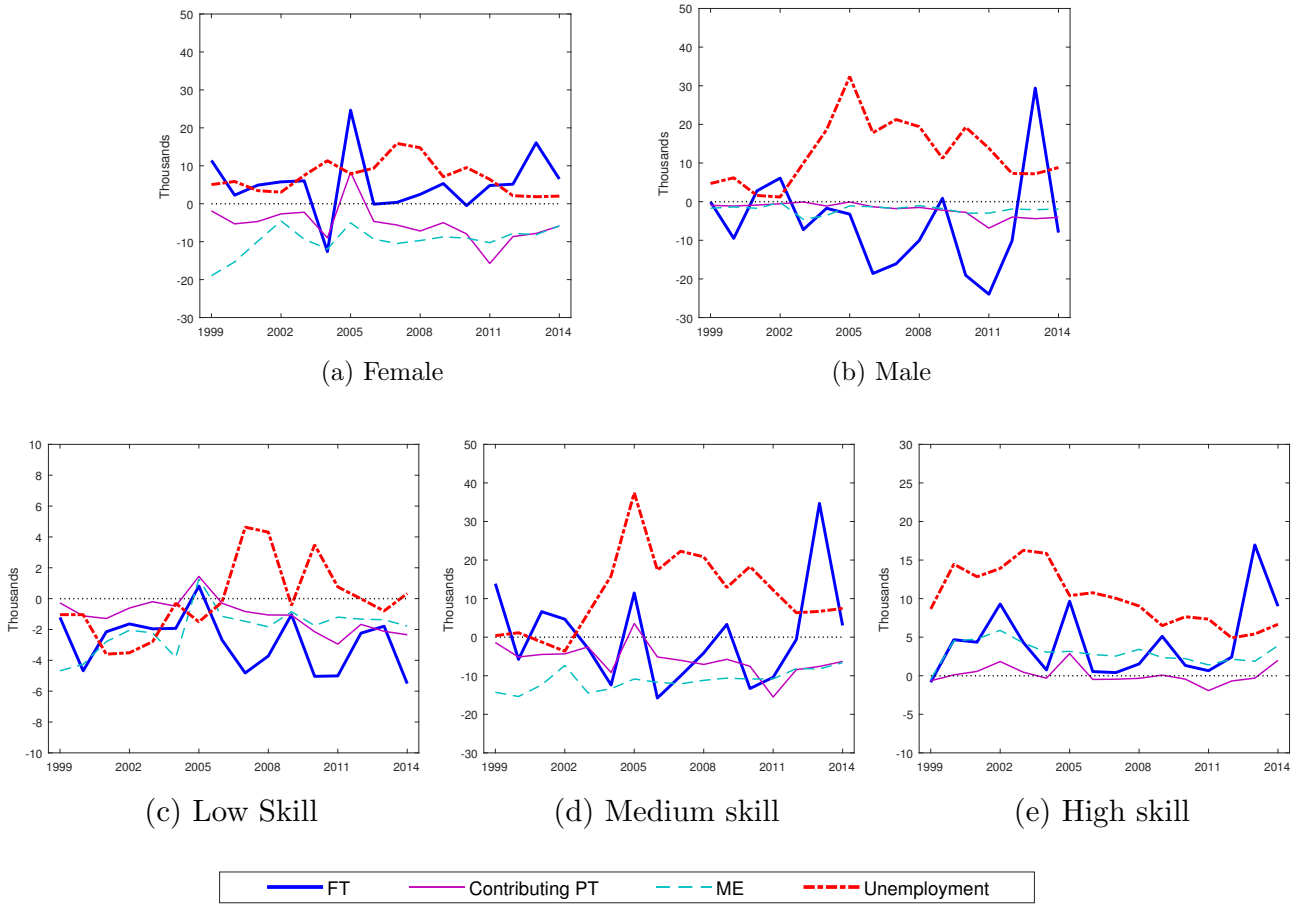 50
40
30
20
10
0
-10
-20
-30
Thousands
1999 2002 2005 2008 2011 2014
(a) Female
50
40
30
20
10
0
-10
-20
-30
Thousands
1999 2002 2005 2008 2011 2014
(b) Male
10
8
6
4
2
0
-2
-4
-6
-8
-10
Thousands
1999 2002 2005 2008 2011 2014
(c) Low Skill
50
40
30
20
10
0
-10
-20
-30
Thousands
1999 2002 2005 2008 2011 2014
(d) Medium skill
30
25
20
15
10
5
0
-5
-10
Thousands
1999 2002 2005 2008 2011 2014
(e) High skill
FT Contributing PT ME Unemployment